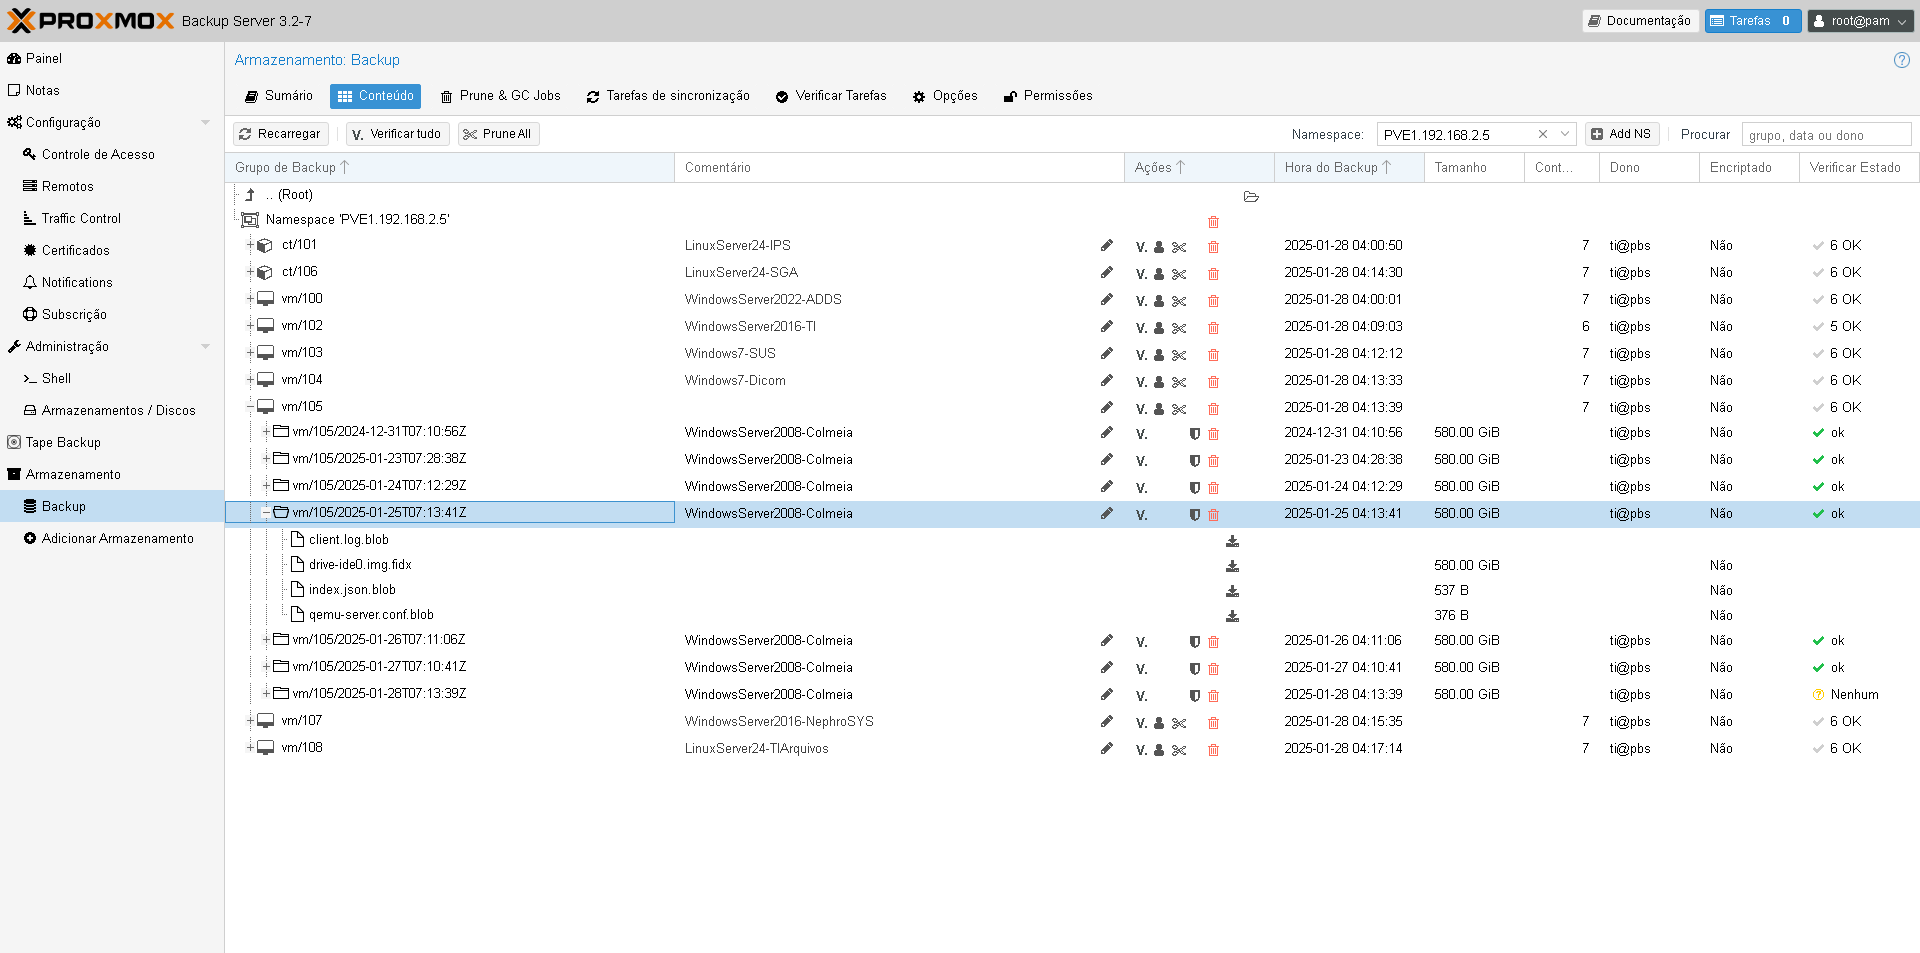 PROXMOX Backup Server 3.2-7 Documentação Tarefas 0 root@pam
Painel
Notas
Configuração
Controle de Acesso
Remotos
Traffic Control
Certificados
Notifications
Subscrição
Administração
Shell
Armazenamentos / Discos
Tape Backup
Armazenamento
Backup
Adicionar Armazenamento
Armazenamento: Backup
Sumário Conteúdo Prune & GC Jobs Tarefas de sincronização Verificar Tarefas Opções Permissões
Recarregar V. Verificar tudo Prune All Namespace: PVE1.192.168.2.5 Add NS Procurar grupo, data ou dono
Grupo de Backup Comentário Ações Hora do Backup Tamanho Cont... Dono Encriptado Verificar Estado
.. (Root)
Namespace 'PVE1.192.168.2.5'
ct/101 LinuxServer24-IPS V. 2025-01-28 04:00:50 7 ti@pbs Não 6 OK
ct/106 LinuxServer24-SGA V. 2025-01-28 04:14:30 7 ti@pbs Não 6 OK
vm/100 WindowsServer2022-ADDS V. 2025-01-28 04:00:01 7 ti@pbs Não 6 OK
vm/102 WindowsServer2016-TI V. 2025-01-28 04:09:03 6 ti@pbs Não 5 OK
vm/103 Windows7-SUS V. 2025-01-28 04:12:12 7 ti@pbs Não 6 OK
vm/104 Windows7-Dicom V. 2025-01-28 04:13:33 7 ti@pbs Não 6 OK
vm/105 V. 2025-01-28 04:13:39 7 ti@pbs Não 6 OK
vm/105/2024-12-31T07:10:56Z WindowsServer2008-Colmeia V. 2024-12-31 04:10:56 580.00 GiB ti@pbs Não ok
vm/105/2025-01-23T07:28:38Z WindowsServer2008-Colmeia V. 2025-01-23 04:28:38 580.00 GiB ti@pbs Não ok
vm/105/2025-01-24T07:12:29Z WindowsServer2008-Colmeia V. 2025-01-24 04:12:29 580.00 GiB ti@pbs Não ok
vm/105/2025-01-25T07:13:41Z WindowsServer2008-Colmeia V. 2025-01-25 04:13:41 580.00 GiB ti@pbs Não ok
client.log.blob
drive-ide0.img.fidx 580.00 GiB Não
index.json.blob 537 B Não
qemu-server.conf.blob 376 B Não
vm/105/2025-01-26T07:11:06Z WindowsServer2008-Colmeia V. 2025-01-26 04:11:06 580.00 GiB ti@pbs Não ok
vm/105/2025-01-27T07:10:41Z WindowsServer2008-Colmeia V. 2025-01-27 04:10:41 580.00 GiB ti@pbs Não ok
vm/105/2025-01-28T07:13:39Z WindowsServer2008-Colmeia V. 2025-01-28 04:13:39 580.00 GiB ti@pbs Não Nenhum
vm/107 WindowsServer2016-NephroSYS V. 2025-01-28 04:15:35 7 ti@pbs Não 6 OK
vm/108 LinuxServer24-TIArquivos V. 2025-01-28 04:17:14 7 ti@pbs Não 6 OK